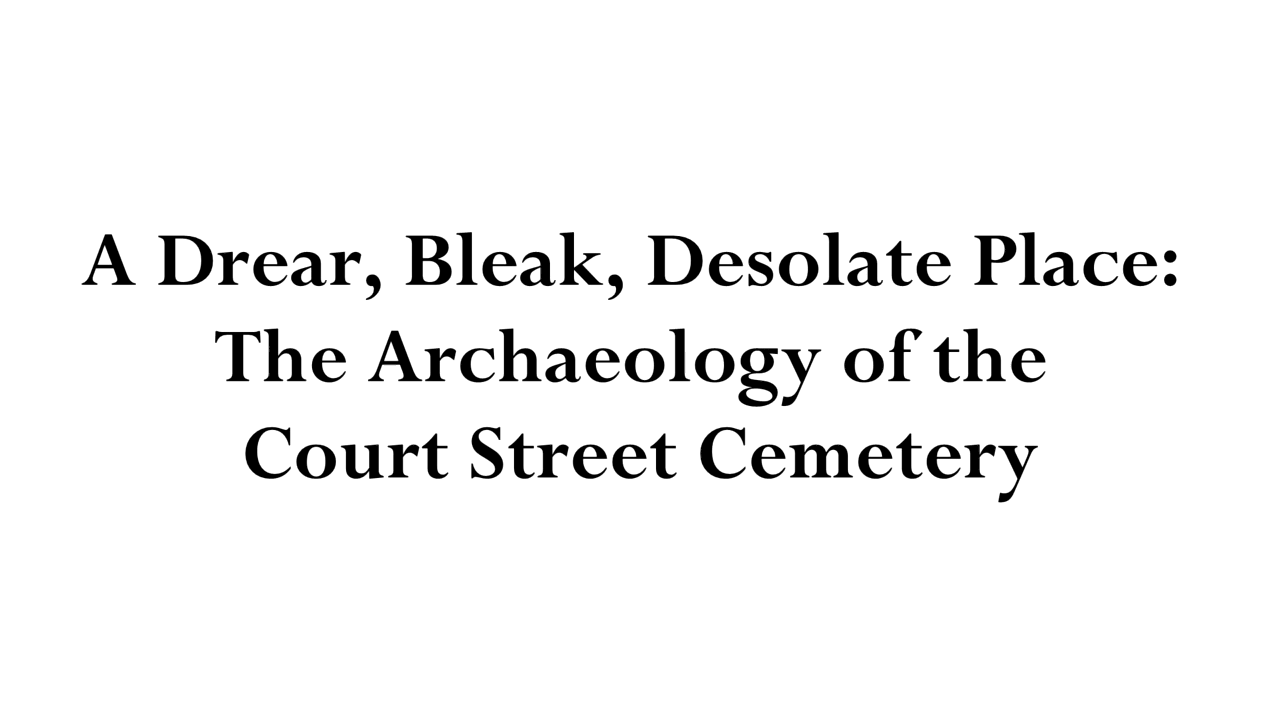 A Drear, Bleak, Desolate Place:
The Archaeology of the
Court Street Cemetery